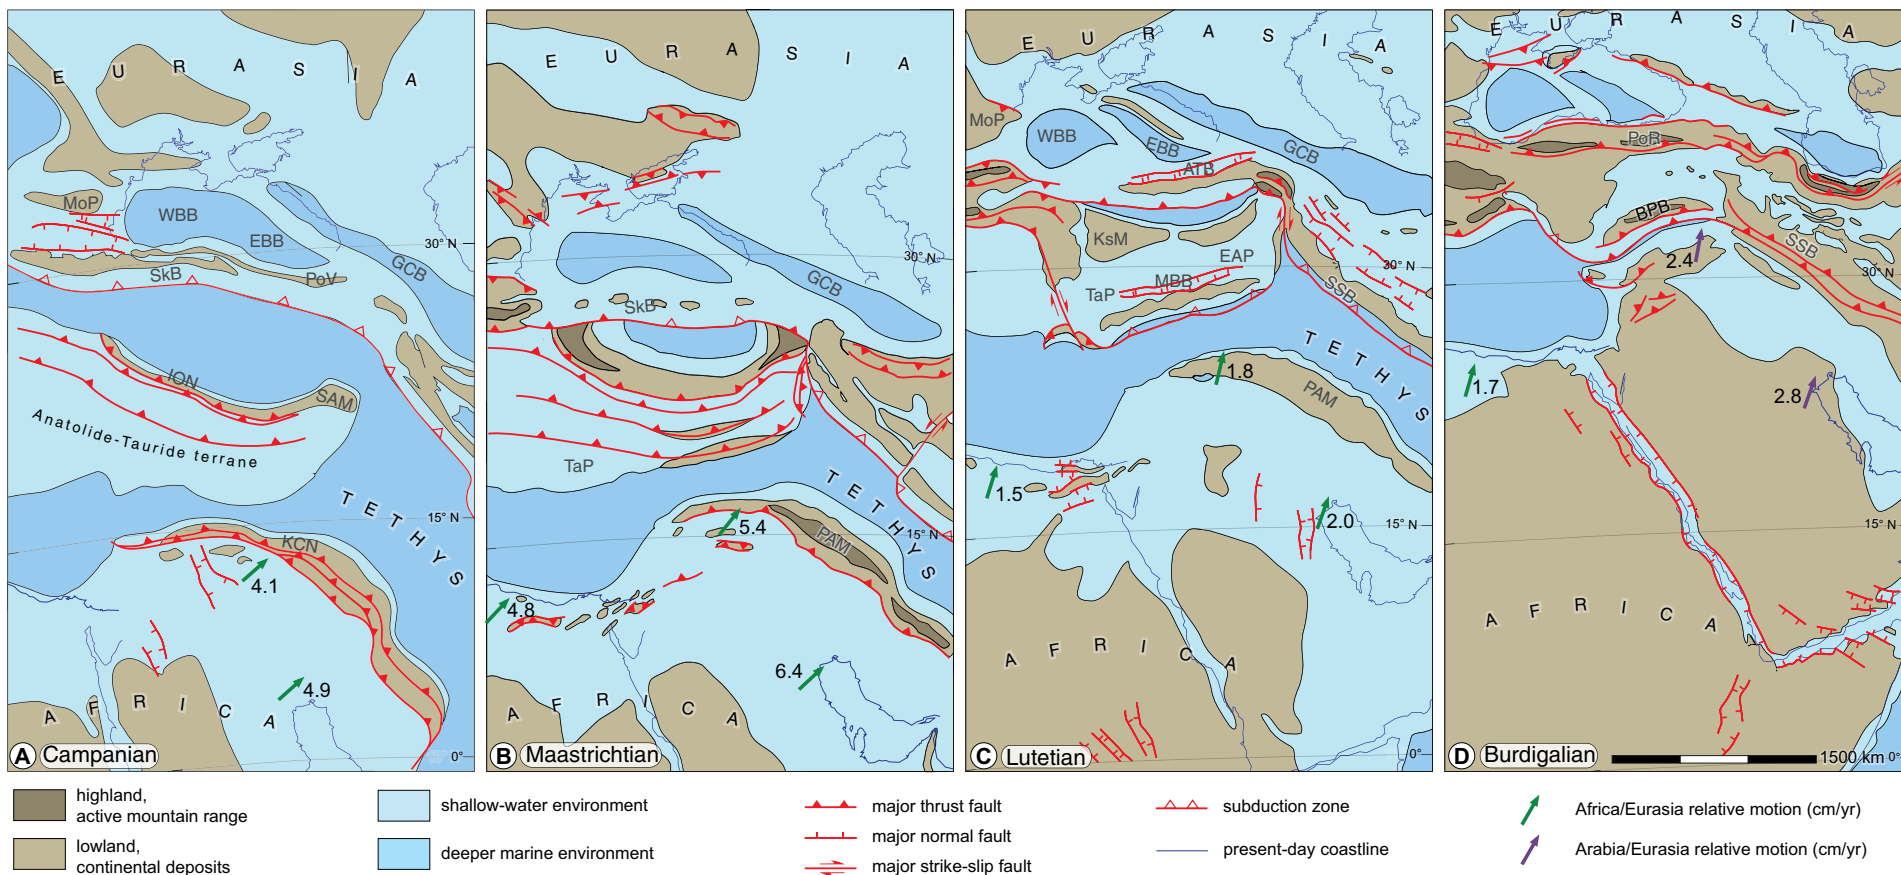 E U R A S I A
MoP
WBB
EBB
GCB
30° N
SkB
PoV
ION
SAM
Anatolide-Tauride terrane
T E T H Y S
15° N
KCN
4.1
4.9
A F R I C A
0°
A Campanian
E U R A S I A
30° N
GCB
SkB
TaP
T E T H Y S
5.4
15° N
PAM
4.8
6.4
A F R I C A
B Maastrichtian
E U R A S I A
MoP
WBB
EBB
GCB
ATB
KsM
EAP
30° N
MBB
TaP
SSB
T E T H Y S
1.8
PAM
1.5
2.0
15° N
A F R I C A
0°
C Lutetian
E U R A S I A
PoR
BPB
SSB
2.4
30° N
1.7
2.8
15° N
A F R I C A
D Burdigalian
1500 km 0°
highland,
active mountain range
lowland,
continental deposits
shallow-water environment
deeper marine environment
major thrust fault
major normal fault
major strike-slip fault
subduction zone
present-day coastline
Africa/Eurasia relative motion (cm/yr)
Arabia/Eurasia relative motion (cm/yr)